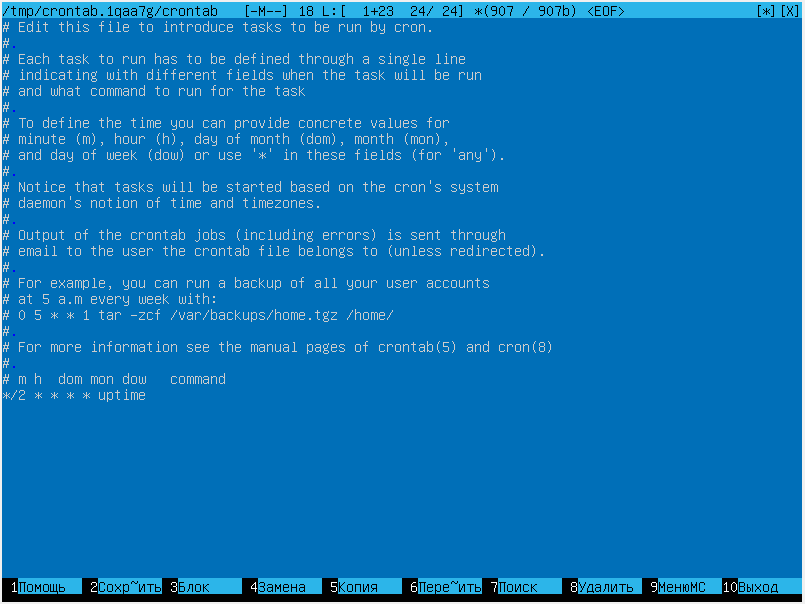 /tmp/crontab.1qaa7g/crontab [-M--] 18 L:[ 1+23 24/ 24] *(907 / 907b) <EOF> [*][X]
# Edit this file to introduce tasks to be run by cron.
#.
# Each task to run has to be defined through a single line
# indicating with different fields when the task will be run
# and what command to run for the task
#.
# To define the time you can provide concrete values for
# minute (m), hour (h), day of month (dom), month (mon),
# and day of week (dow) or use '*' in these fields (for 'any').
#.
# Notice that tasks will be started based on the cron's system
# daemon's notion of time and timezones.
#.
# Output of the crontab jobs (including errors) is sent through
# email to the user the crontab file belongs to (unless redirected).
#.
# For example, you can run a backup of all your user accounts
# at 5 a.m every week with:
# 0 5 * * 1 tar -zcf /var/backups/home.tgz /home/
#.
# For more information see the manual pages of crontab(5) and cron(8)
#.
# m h  dom mon dow   command
*/2 * * * * uptime
1Помощь 2Сохр~ить 3Блок 4Замена 5Копия 6Пере~ить 7Поиск 8Удалить 9МенюMC 10Выход